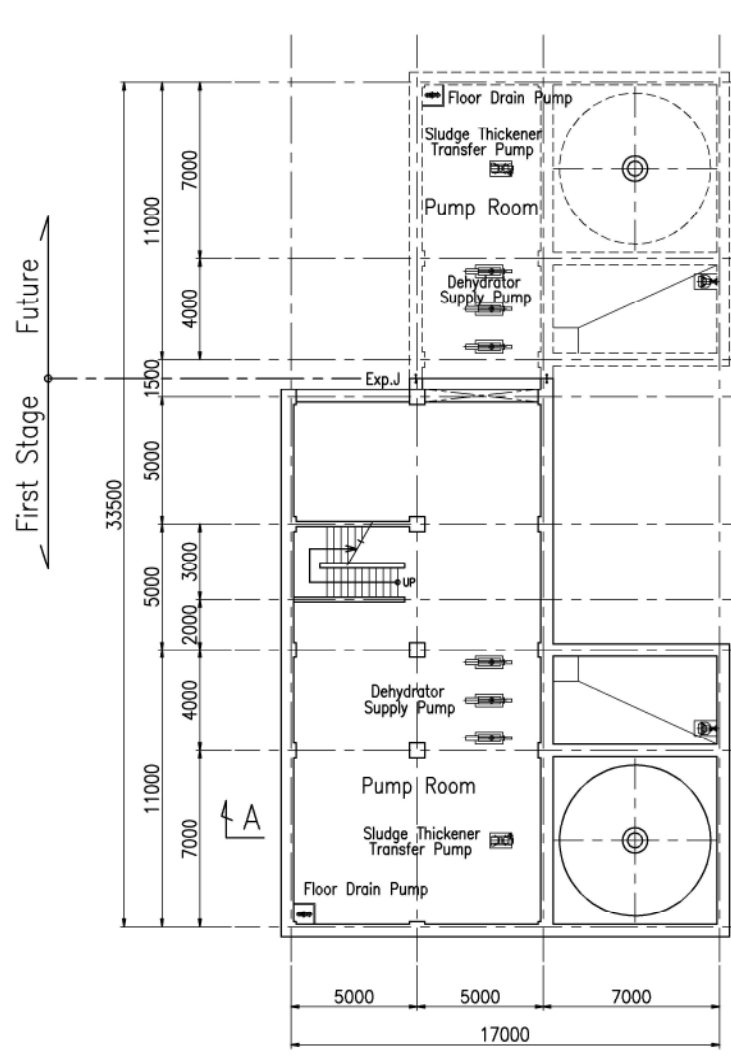 Floor Drain Pump
Sludge Thickener
Transfer Pump
Pump Room
Dehydrator
Supply Pump
7000
11000
4000
Future
1500
Exp.J
First Stage
33500
5000
5000
3000
UP
2000
4000
Dehydrator
Supply Pump
11000
7000
Pump Room
A
Sludge Thickener
Transfer Pump
Floor Drain Pump
5000
5000
7000
17000